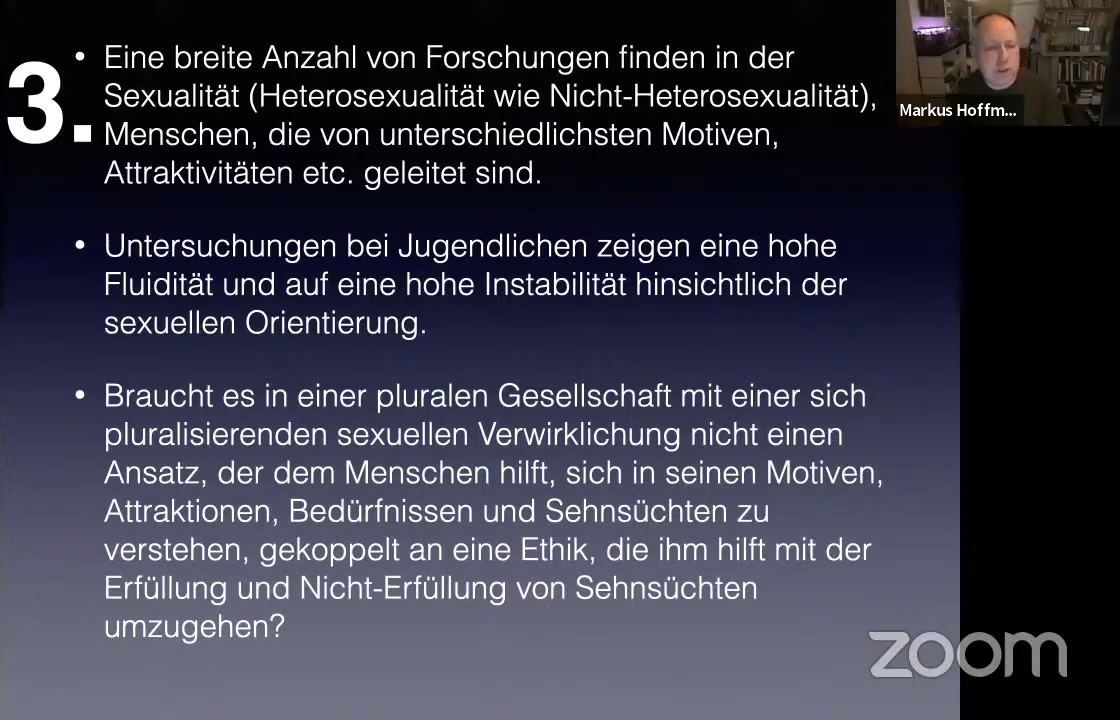 3.
• Eine breite Anzahl von Forschungen finden in der
Sexualität (Heterosexualität wie Nicht-Heterosexualität),
Menschen, die von unterschiedlichsten Motiven,
Attraktivitäten etc. geleitet sind.
• Untersuchungen bei Jugendlichen zeigen eine hohe
Fluidität und auf eine hohe Instabilität hinsichtlich der
sexuellen Orientierung.
• Braucht es in einer pluralen Gesellschaft mit einer sich
pluralisierenden sexuellen Verwirklichung nicht einen
Ansatz, der dem Menschen hilft, sich in seinen Motiven,
Attraktionen, Bedürfnissen und Sehnsüchten zu
verstehen, gekoppelt an eine Ethik, die ihm hilft mit der
Erfüllung und Nicht-Erfüllung von Sehnsüchten
umzugehen?
Markus Hoffm...
zoom